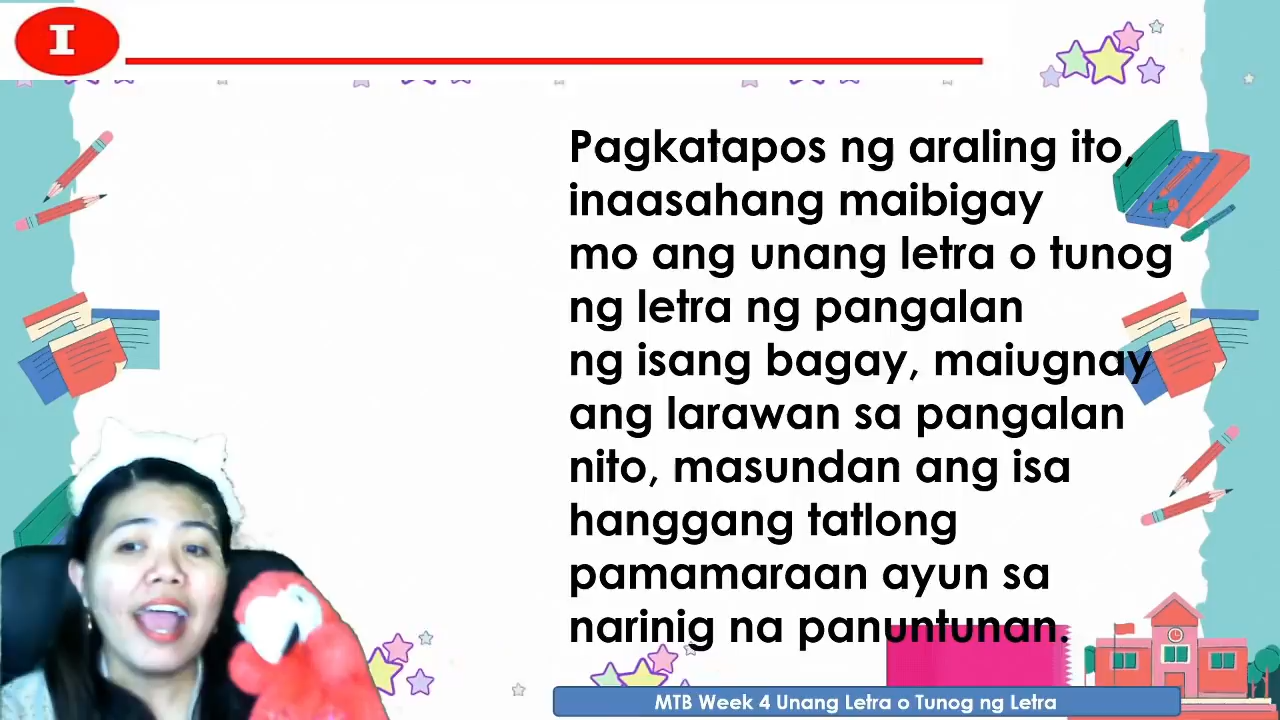 I
Pagkatapos ng araling ito,
inaasahang maibigay
mo ang unang letra o tunog
ng letra ng pangalan
ng isang bagay, maiugnay
ang larawan sa pangalan
nito, masundan ang isa
hanggang tatlong
pamamaraan ayun sa
narinig na panuntunan.
MTB Week 4 Unang Letra o Tunog ng Letra